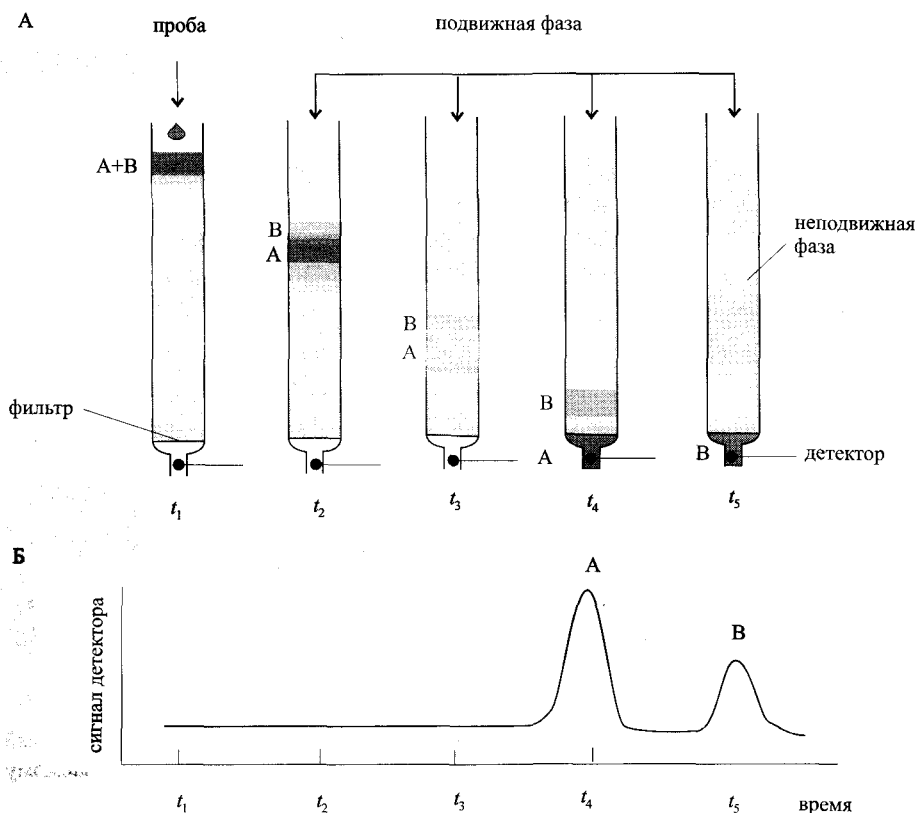 А
проба
подвижная фаза
A+B
B
A
B
A
B
неподвижная
фаза
фильтр
A
B
детектор
t₁
t₂
t₃
t₄
t₅
Б
A
B
сигнал детектора
t₁
t₂
t₃
t₄
t₅
время